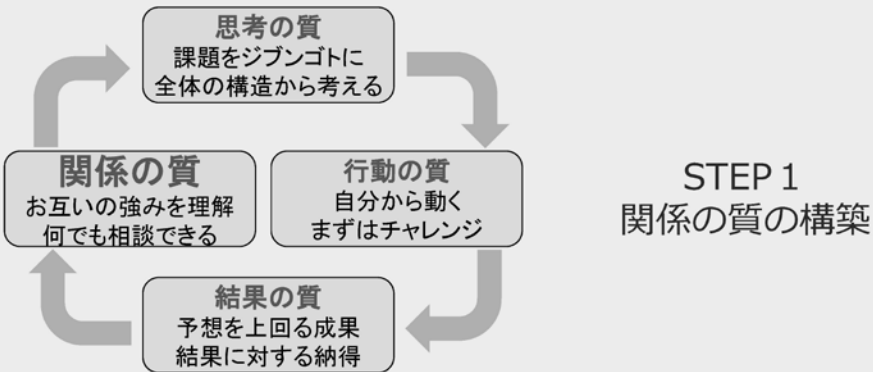 思考の質
課題をジブンゴトに
全体の構造から考える
関係の質
お互いの強みを理解
何でも相談できる
行動の質
自分から動く
まずはチャレンジ
結果の質
予想を上回る成果
結果に対する納得
STEP 1
関係の質の構築